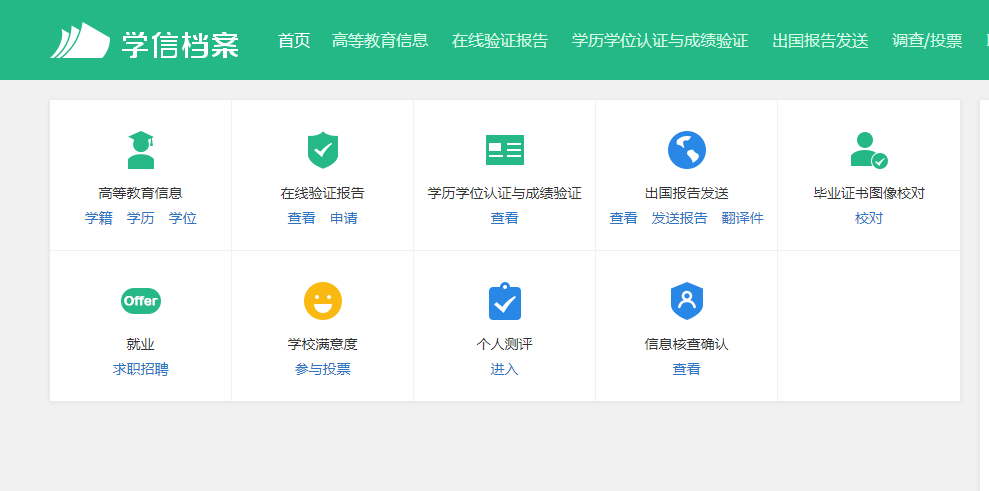 学信档案 首页 高等教育信息 在线验证报告 学历学位认证与成绩验证 出国报告发送 调查/投票
高等教育信息 在线验证报告 学历学位认证与成绩验证 出国报告发送 毕业证书图像校对
学籍 学历 学位 查看 申请 查看 查看 发送报告 翻译件 校对
Offer
就业 学校满意度 个人测评 信息核查确认
求职招聘 参与投票 进入 查看